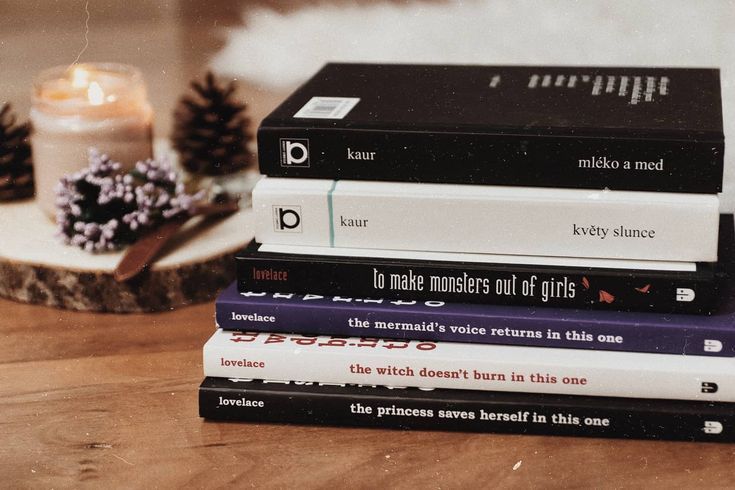 kaur mléko a med
kaur květy slunce
lovelace to make monsters out of girls
lovelace the mermaid's voice returns in this one
lovelace the witch doesn't burn in this one
lovelace the princess saves herself in this one